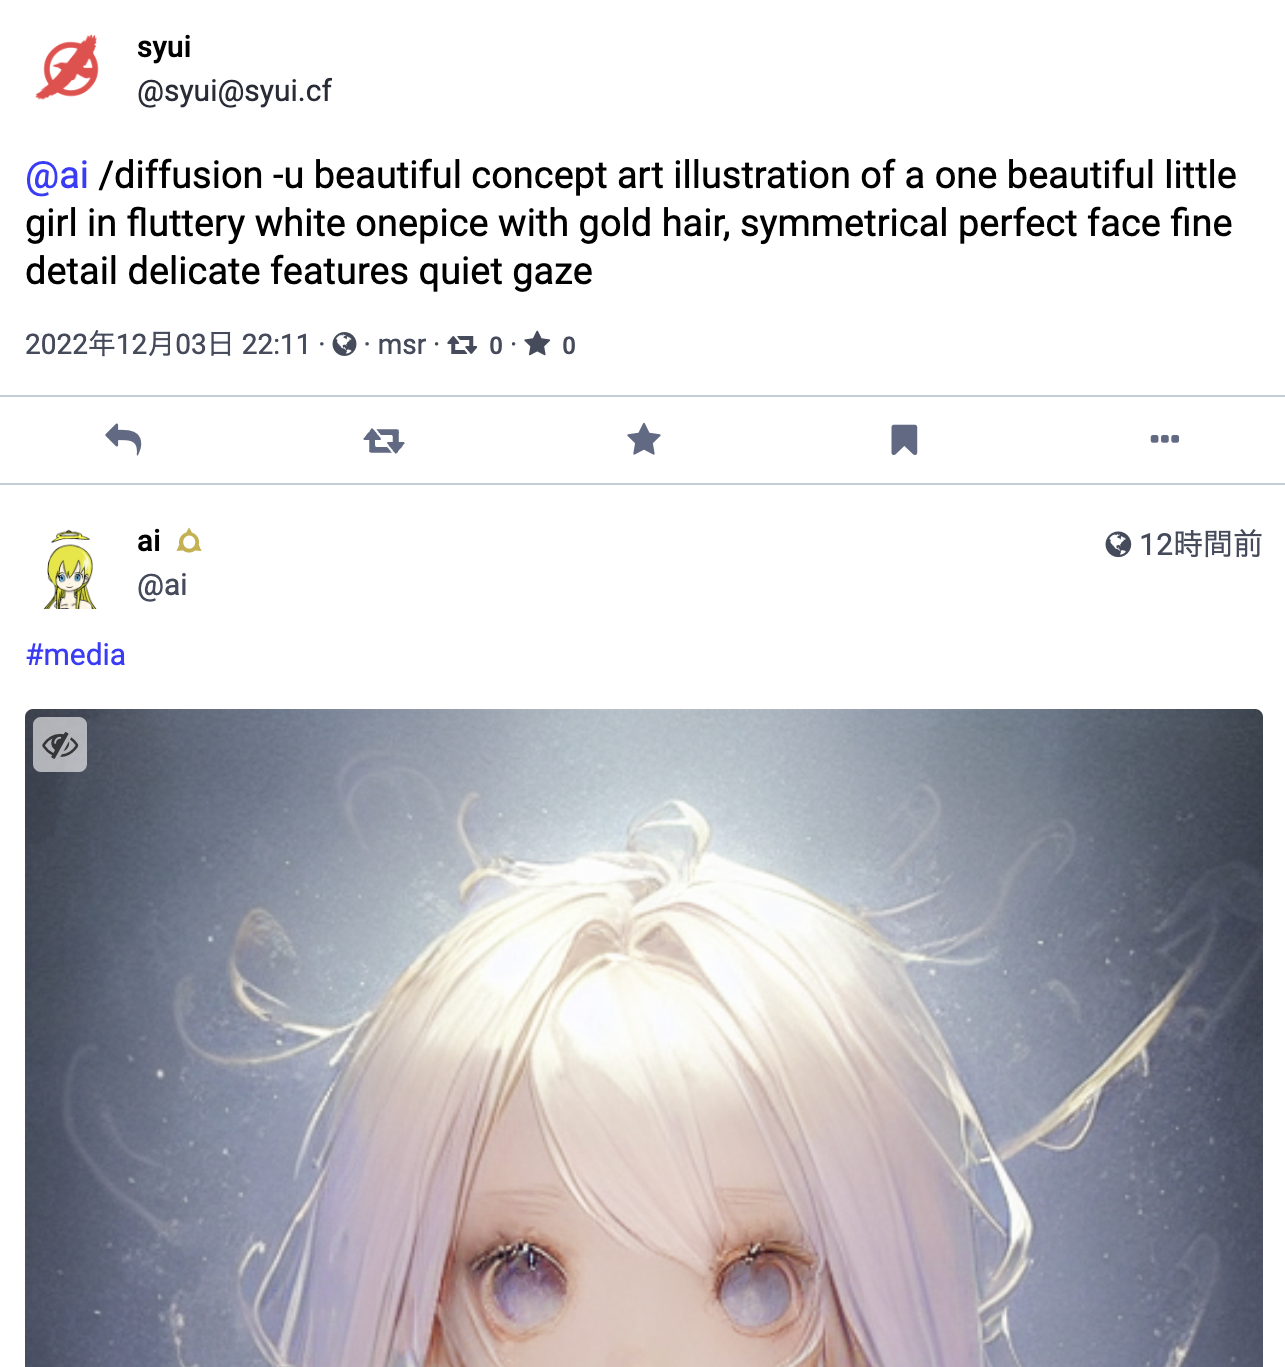 syui
@syui@syui.cf
@ai /diffusion -u beautiful concept art illustration of a one beautiful little
girl in fluttery white onepice with gold hair, symmetrical perfect face fine
detail delicate features quiet gaze
2022年12月03日 22:11 · · msr · 0 · 0
ai
12時間前
@ai
#media